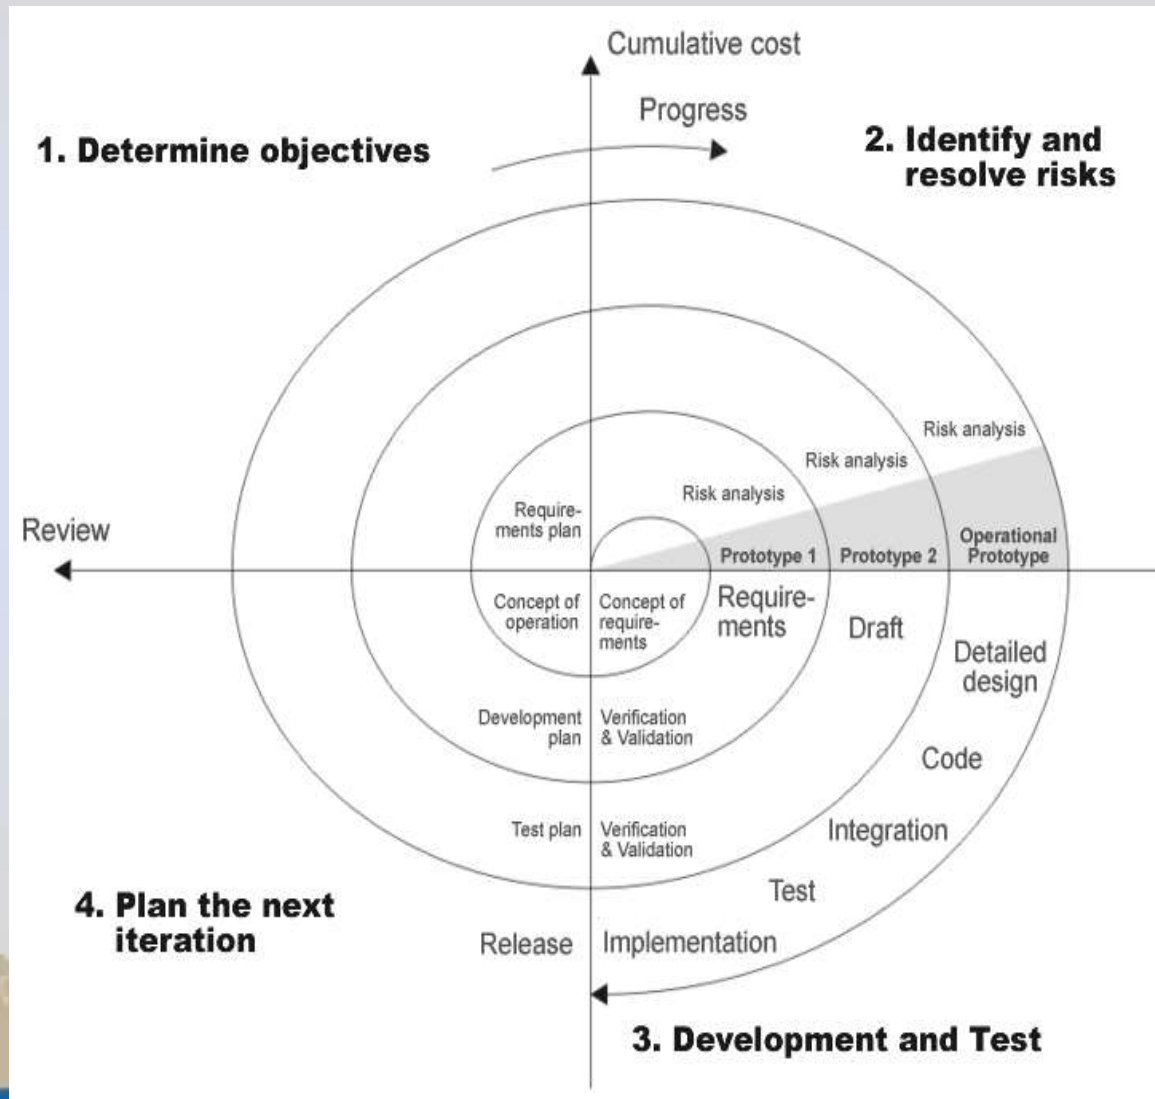 Cumulative cost
Progress
1. Determine objectives
2. Identify and
resolve risks
Risk analysis
Risk analysis
Risk analysis
Require-
ments plan
Review
Operational
Prototype
Prototype 1
Prototype 2
Concept of
operation
Concept of
require-
ments
Require-
ments
Draft
Detailed
design
Development
plan
Verification
& Validation
Code
Test plan
Verification
& Validation
Integration
Test
4. Plan the next
iteration
Release
Implementation
3. Development and Test